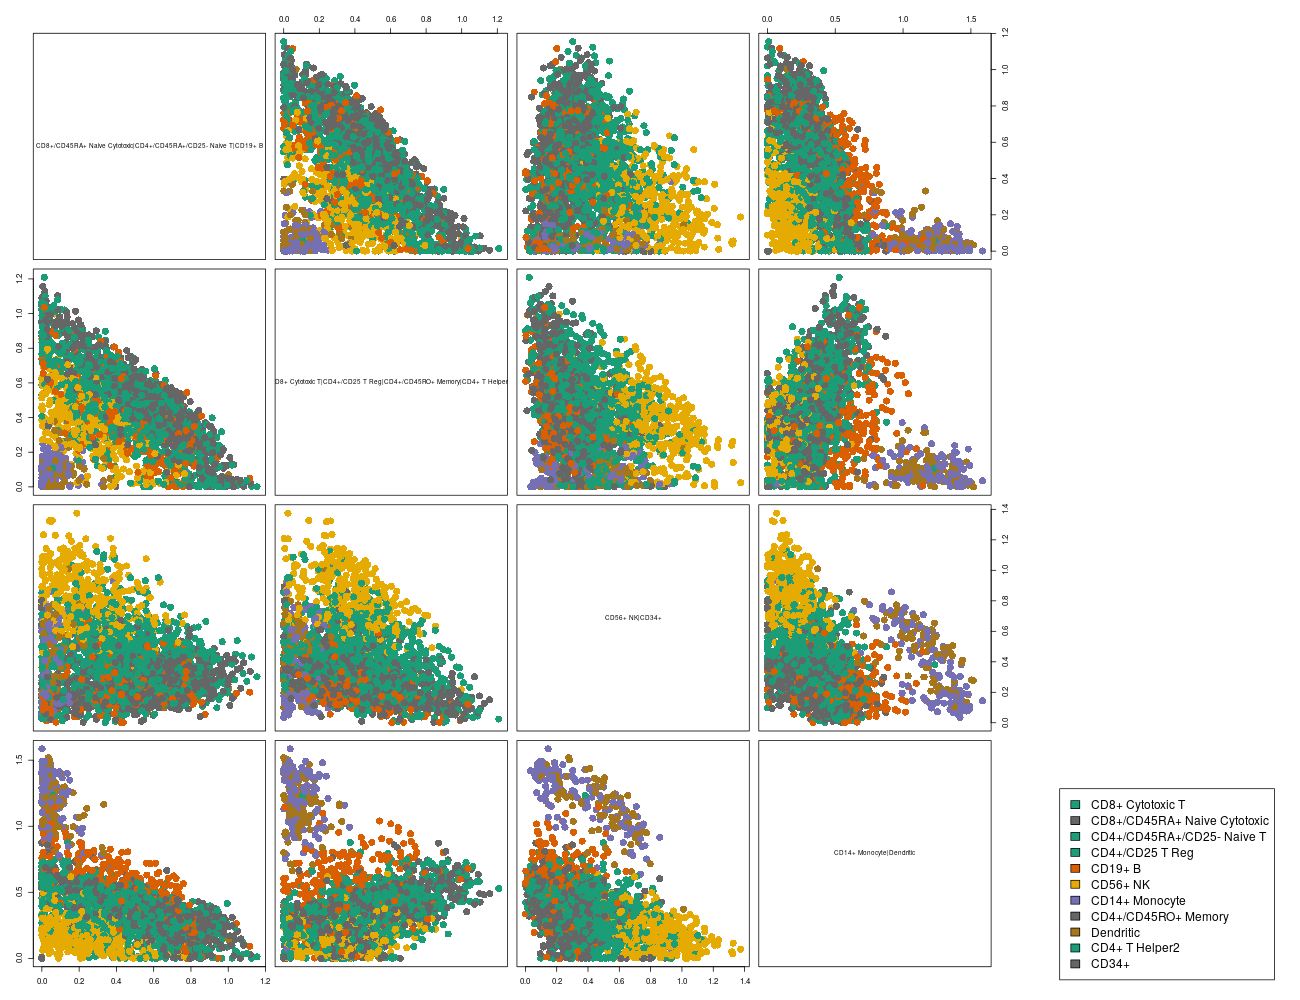 0.0 0.2 0.4 0.6 0.8 1.0 1.2
0.0 0.5 1.0 1.5
CD8+/CD45RA+ Naive Cytotoxic|CD4+/CD45RA+/CD25- Naive T|CD19+ B
0.0 0.2 0.4 0.6 0.8 1.0 1.2
0.0 0.2 0.4 0.6 0.8 1.0 1.2
D8+ Cytotoxic T|CD4+/CD25 T Reg|CD4+/CD45RO+ Memory|CD4+ T Helper
CD56+ NK|CD34+
0.0 0.2 0.4 0.6 0.8 1.0 1.2 1.4
0.0 0.5 1.0 1.5
CD14+ Monocyte|Dendritic
0.0 0.2 0.4 0.6 0.8 1.0 1.2
0.0 0.2 0.4 0.6 0.8 1.0 1.2 1.4
CD8+ Cytotoxic T
CD8+/CD45RA+ Naive Cytotoxic
CD4+/CD45RA+/CD25- Naive T
CD4+/CD25 T Reg
CD19+ B
CD56+ NK
CD14+ Monocyte
CD4+/CD45RO+ Memory
Dendritic
CD4+ T Helper2
CD34+